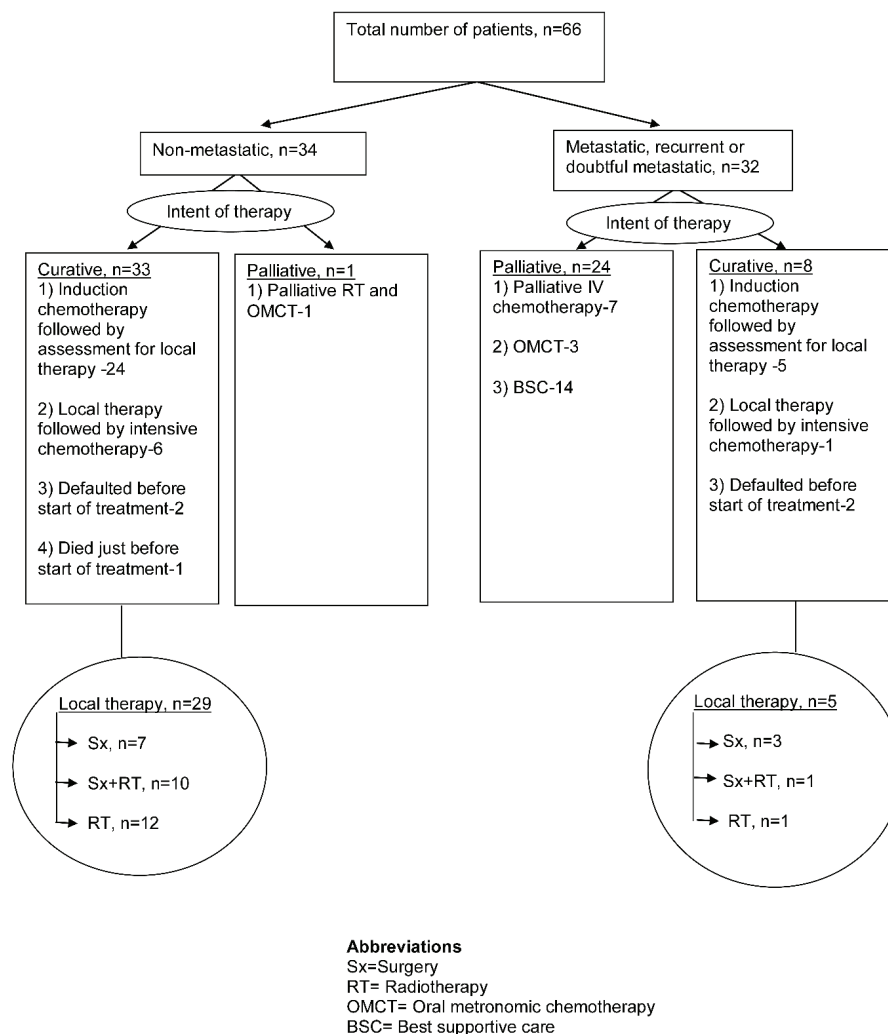 Total number of patients, n=66
Non-metastatic, n=34
Metastatic, recurrent or
doubtful metastatic, n=32
Intent of therapy
Intent of therapy
Curative, n=33
1) Induction
chemotherapy
followed by
assessment for local
therapy -24
2) Local therapy
followed by intensive
chemotherapy-6
3) Defaulted before
start of treatment-2
4) Died just before
start of treatment-1
Palliative, n=1
1) Palliative RT and
OMCT-1
Palliative, n=24
1) Palliative IV
chemotherapy-7
2) OMCT-3
3) BSC-14
Curative, n=8
1) Induction
chemotherapy
followed by
assessment for local
therapy -5
2) Local therapy
followed by intensive
chemotherapy-1
3) Defaulted before
start of treatment-2
Local therapy, n=29
Sx, n=7
Sx+RT, n=10
RT, n=12
Local therapy, n=5
Sx, n=3
Sx+RT, n=1
RT, n=1
Abbreviations
Sx=Surgery
RT= Radiotherapy
OMCT= Oral metronomic chemotherapy
BSC= Best supportive care